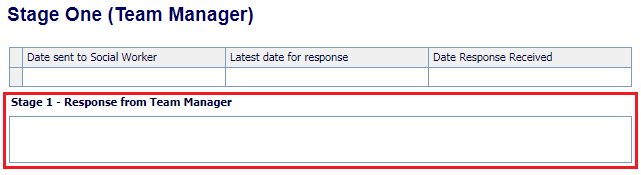 Stage One (Team Manager)
Date sent to Social Worker Latest date for response Date Response Received
Stage 1 - Response from Team Manager